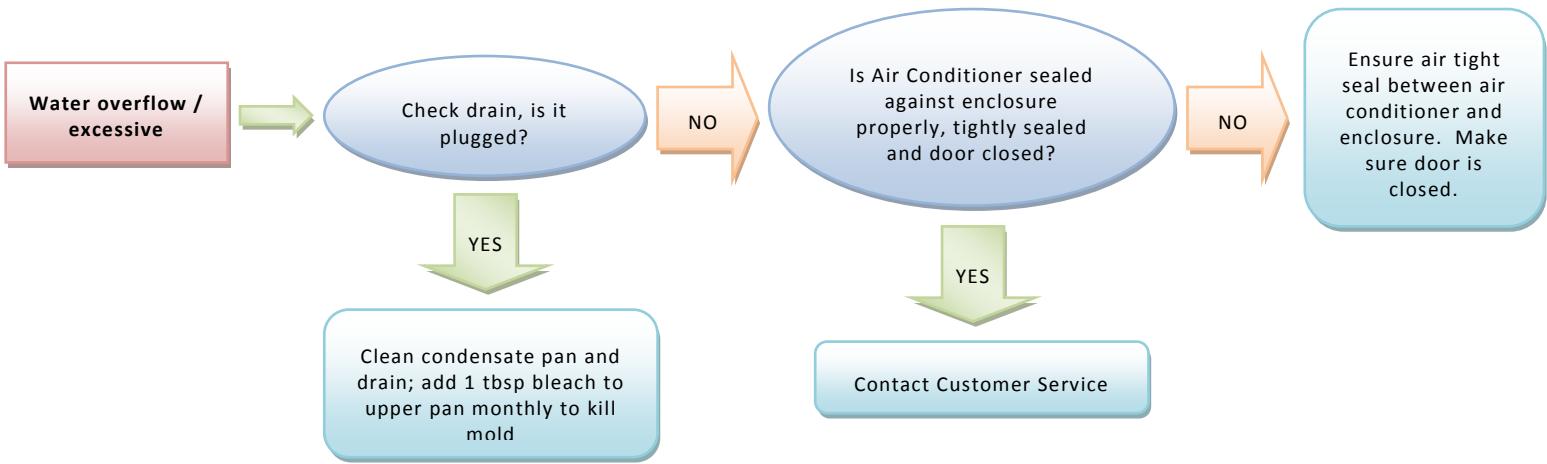 Water overflow /
excessive
Check drain, is it
plugged?
NO
Is Air Conditioner sealed
against enclosure
properly, tightly sealed
and door closed?
NO
Ensure air tight
seal between air
conditioner and
enclosure.  Make
sure door is
closed.
YES
Clean condensate pan and
drain; add 1 tbsp bleach to
upper pan monthly to kill
mold
YES
Contact Customer Service